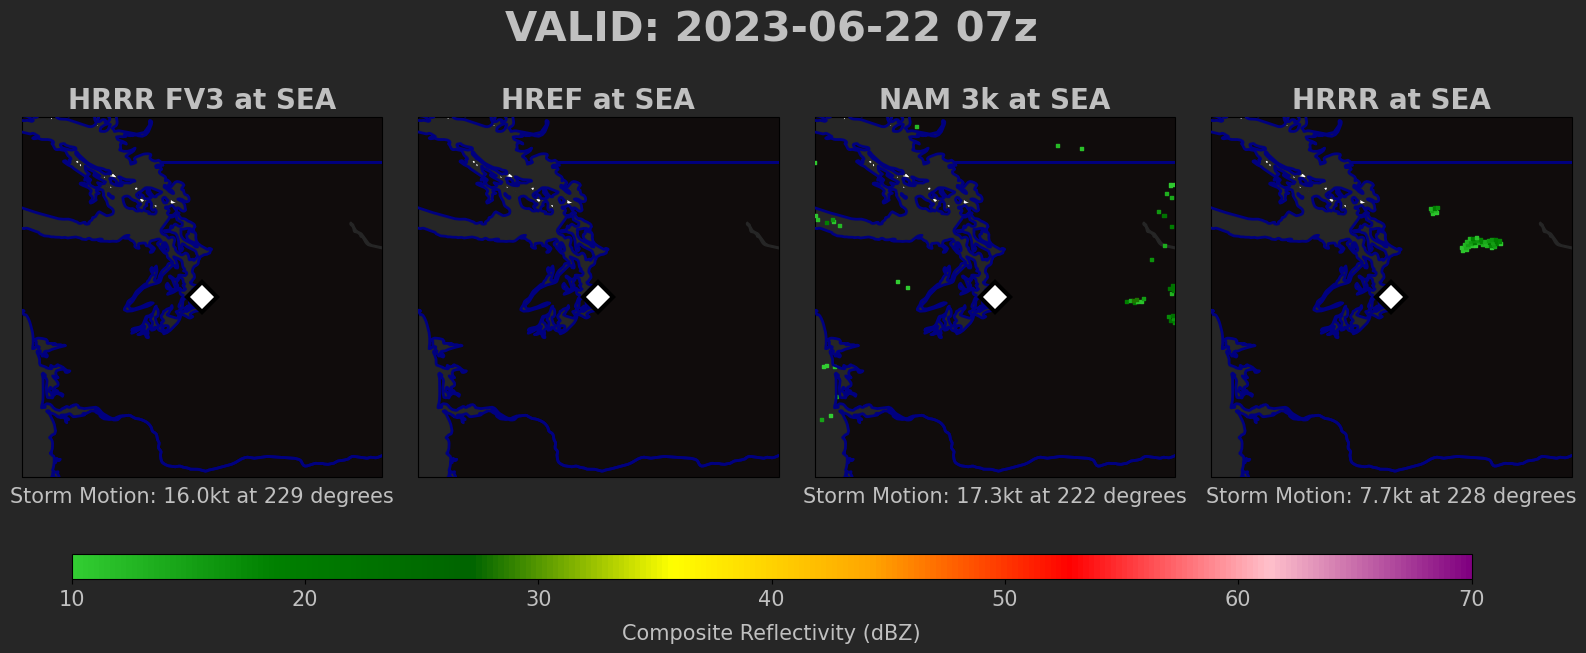 VALID: 2023-06-22 07z
HRRR FV3 at SEA
HREF at SEA
NAM 3k at SEA
HRRR at SEA
Storm Motion: 16.0kt at 229 degrees
Storm Motion: 17.3kt at 222 degrees
Storm Motion: 7.7kt at 228 degrees
10 20 30 40 50 60 70
Composite Reflectivity (dBZ)